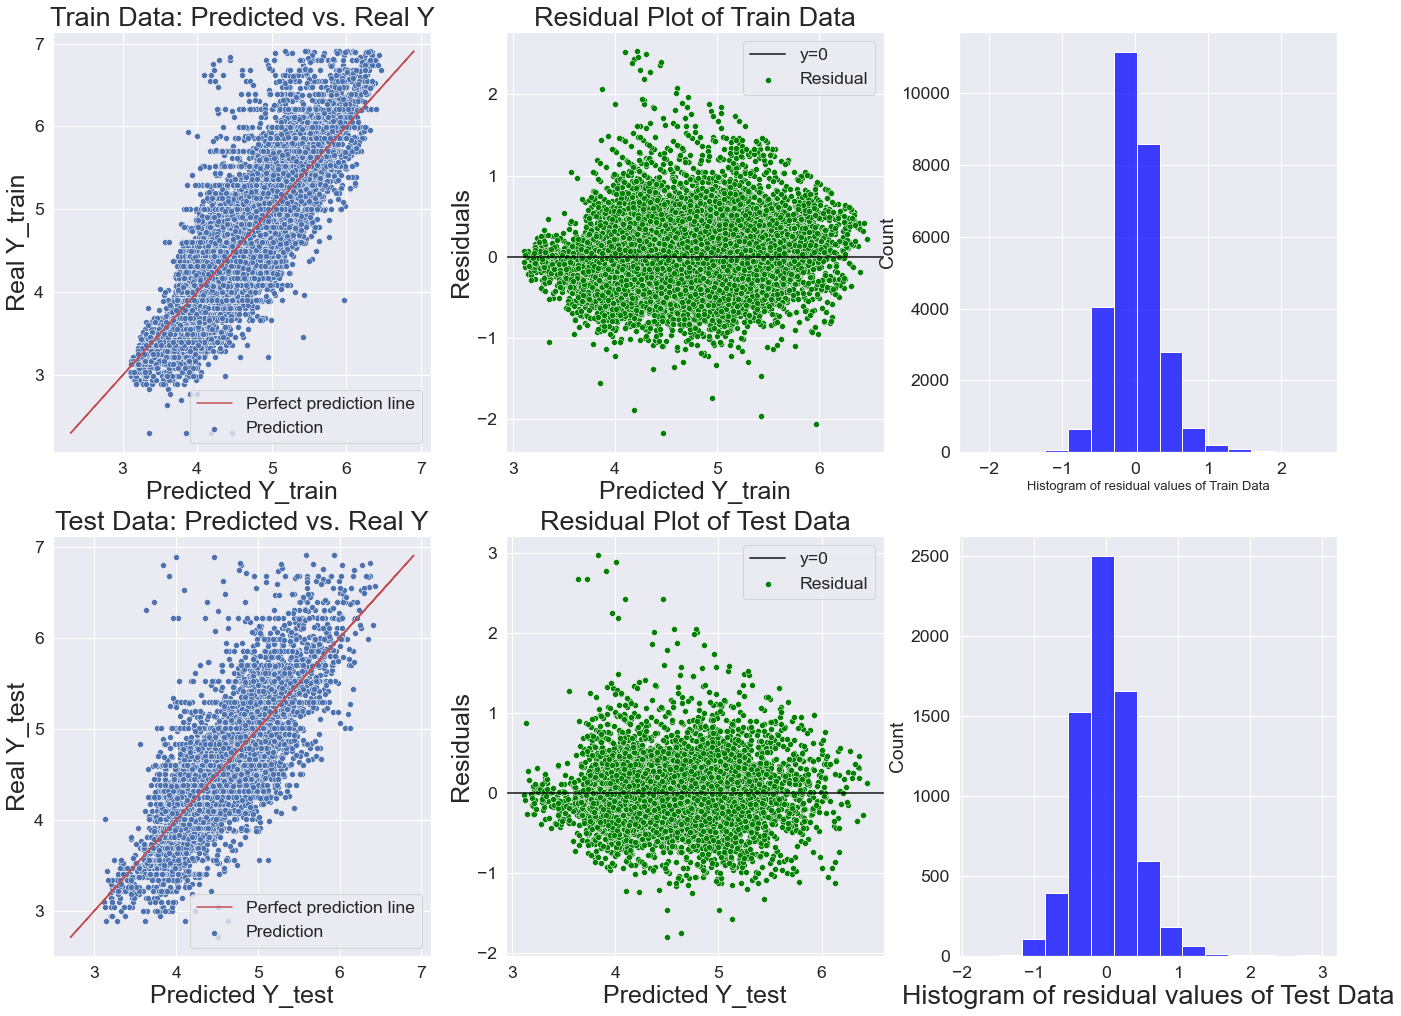 Train Data: Predicted vs. Real Y
Real Y_train
7
6
5
4
3
Perfect prediction line
Prediction
3 4 5 6 7
Predicted Y_train
Residual Plot of Train Data
Residuals
2
1
0
−1
−2
y=0
Residual
3 4 5 6
Predicted Y_train
Count
10000
8000
6000
4000
2000
0
−2 −1 0 1 2
Histogram of residual values of Train Data
Test Data: Predicted vs. Real Y
Real Y_test
7
6
5
4
3
Perfect prediction line
Prediction
3 4 5 6 7
Predicted Y_test
Residual Plot of Test Data
Residuals
3
2
1
0
−1
−2
y=0
Residual
3 4 5 6
Predicted Y_test
Count
2500
2000
1500
1000
500
0
−2 −1 0 1 2 3
Histogram of residual values of Test Data